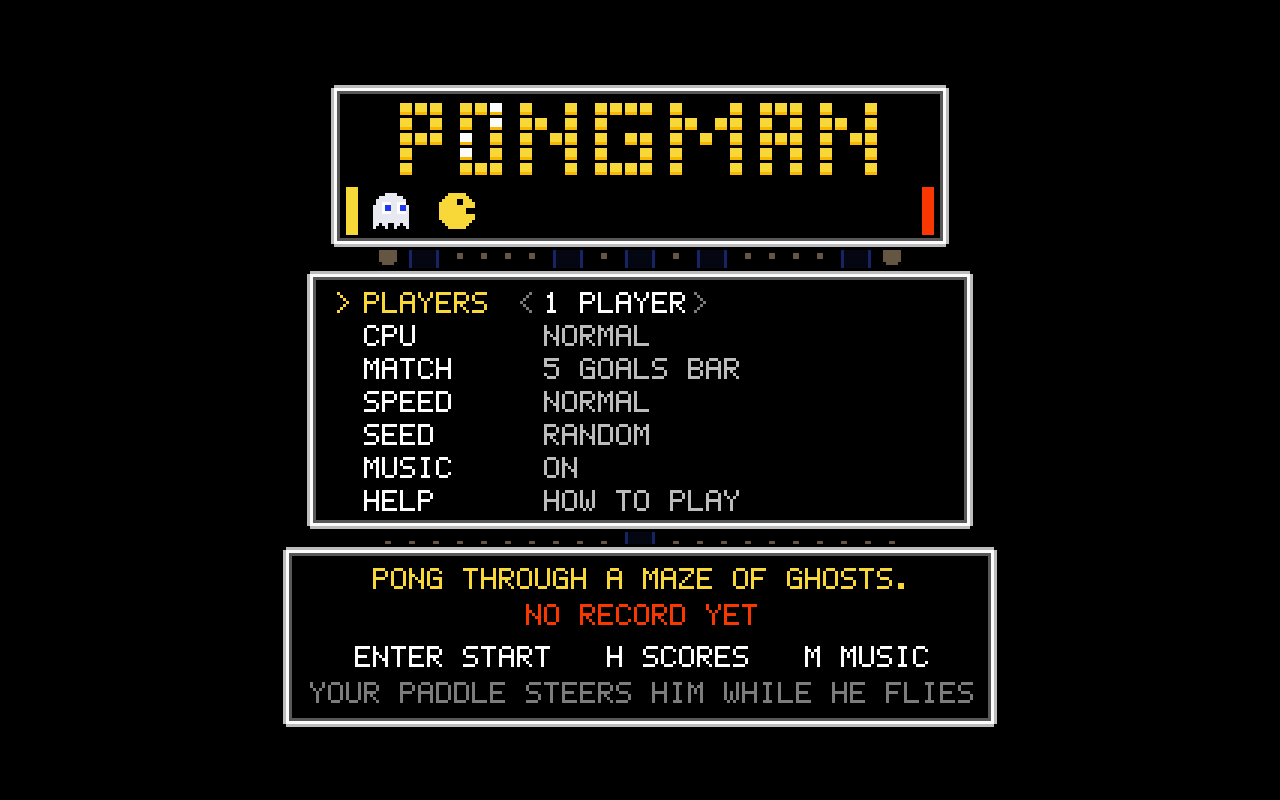 PONGMAN
> PLAYERS < 1 PLAYER >
CPU NORMAL
MATCH 5 GOALS BAR
SPEED NORMAL
SEED RANDOM
MUSIC ON
HELP HOW TO PLAY
PONG THROUGH A MAZE OF GHOSTS.
NO RECORD YET
ENTER START H SCORES M MUSIC
YOUR PADDLE STEERS HIM WHILE HE FLIES